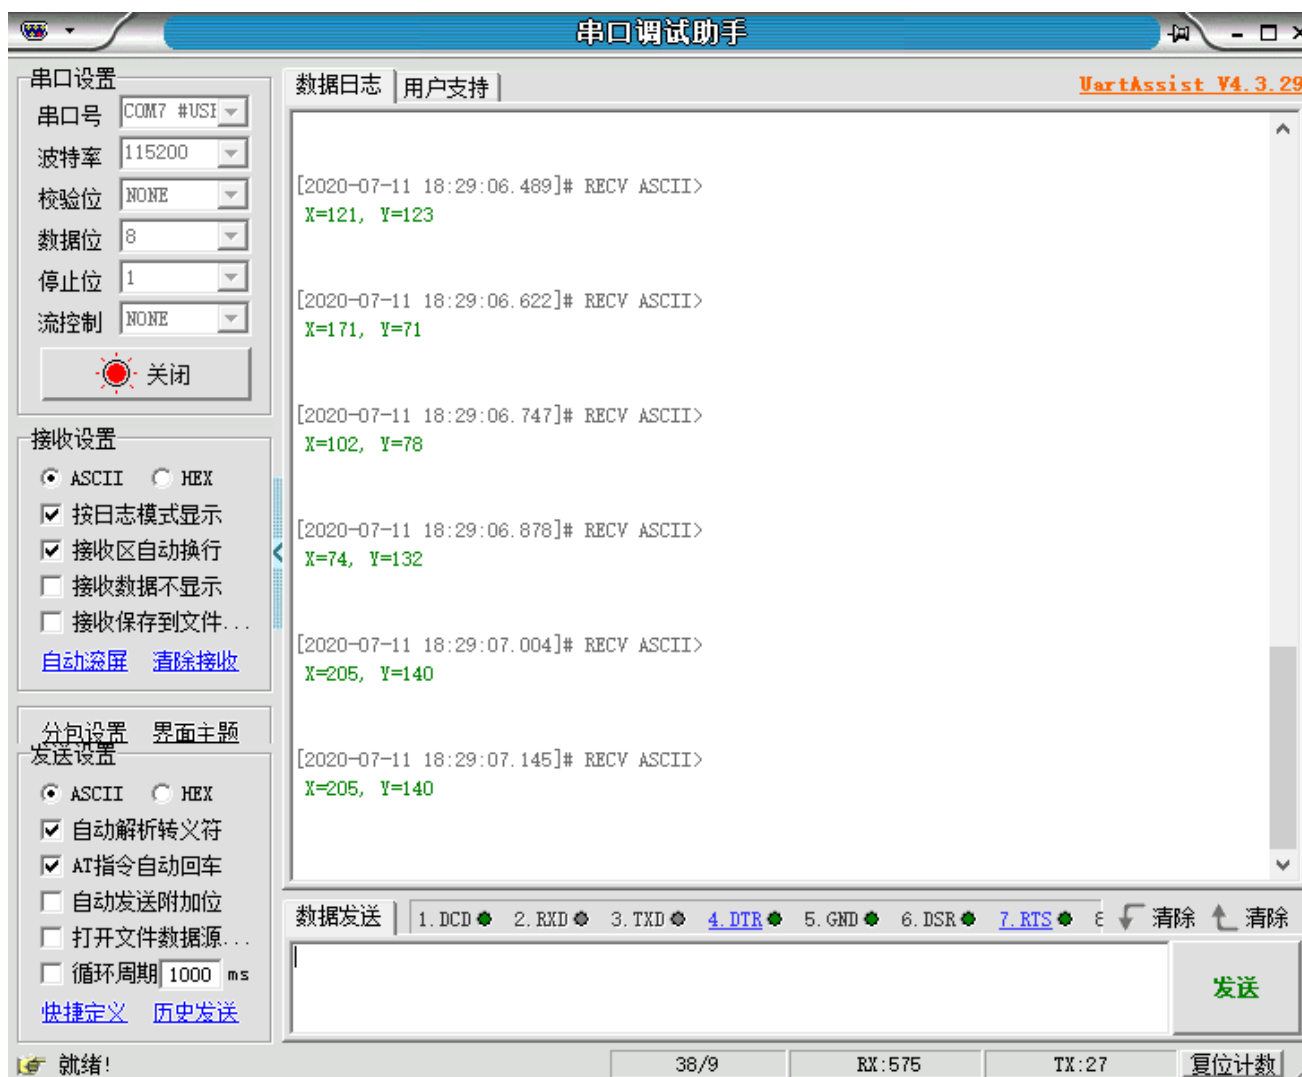 串口调试助手
串口设置
串口号 COM7 #USE
波特率 115200
校验位 NONE
数据位 8
停止位 1
流控制 NONE
关闭
接收设置
ASCII HEX
按日志模式显示
接收区自动换行
接收数据不显示
接收保存到文件...
自动滚屏 清除接收
分包设置 界面主题
发送设置
ASCII HEX
自动解析转义符
AT指令自动回车
自动发送附加位
打开文件数据源...
循环周期 1000 ms
快捷定义 历史发送
数据日志 用户支持 UartAssist V4.3.29
[2020-07-11 18:29:06.489]# RECV ASCII>
X=121, Y=123
[2020-07-11 18:29:06.622]# RECV ASCII>
X=171, Y=71
[2020-07-11 18:29:06.747]# RECV ASCII>
X=102, Y=78
[2020-07-11 18:29:06.878]# RECV ASCII>
X=74, Y=132
[2020-07-11 18:29:07.004]# RECV ASCII>
X=205, Y=140
[2020-07-11 18:29:07.145]# RECV ASCII>
X=205, Y=140
数据发送 1.DCD 2.RXD 3.TXD 4.DTR 5.GND 6.DSR 7.RTS 清除 清除
发送
就绪! 38/9 RX:575 TX:27 复位计数